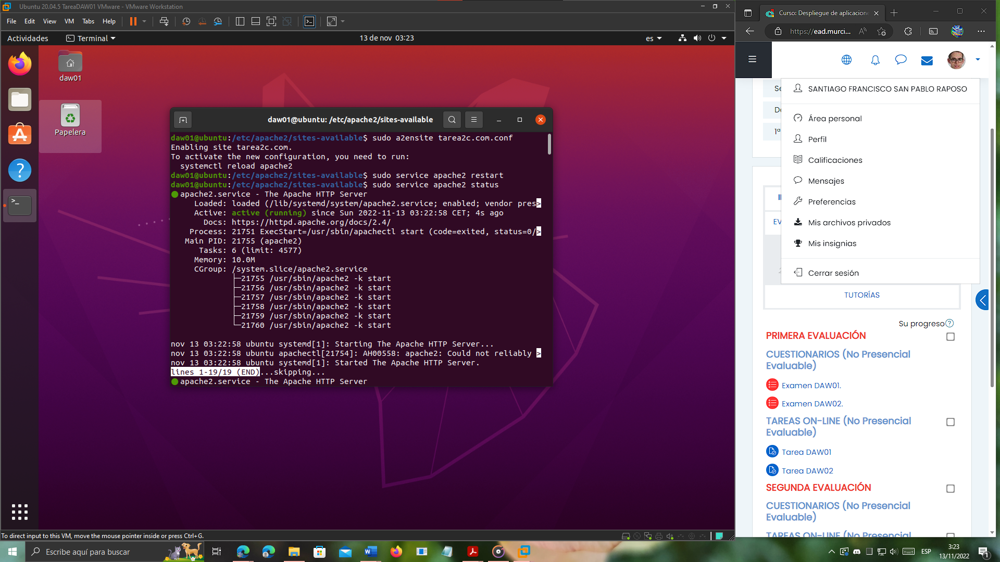 Ubuntu 20.04.5 TareaDAW01 VMware - VMware Workstation
File Edit View VM Tabs Help
Actividades Terminal 13 de nov 03:23 es
daw01
Papelera
daw01@ubuntu: /etc/apache2/sites-available
daw01@ubuntu:/etc/apache2/sites-available$ sudo a2ensite tarea2c.com.conf
Enabling site tarea2c.com.
To activate the new configuration, you need to run:
systemctl reload apache2
daw01@ubuntu:/etc/apache2/sites-available$ sudo service apache2 restart
daw01@ubuntu:/etc/apache2/sites-available$ sudo service apache2 status
apache2.service - The Apache HTTP Server
Loaded: loaded (/lib/systemd/system/apache2.service; enabled; vendor pres>
Active: active (running) since Sun 2022-11-13 03:22:58 CET; 4s ago
Docs: https://httpd.apache.org/docs/2.4/
Process: 21751 ExecStart=/usr/sbin/apachectl start (code=exited, status=0/>
Main PID: 21755 (apache2)
Tasks: 6 (limit: 4577)
Memory: 10.0M
CGroup: /system.slice/apache2.service
├─21755 /usr/sbin/apache2 -k start
├─21756 /usr/sbin/apache2 -k start
├─21757 /usr/sbin/apache2 -k start
├─21758 /usr/sbin/apache2 -k start
├─21759 /usr/sbin/apache2 -k start
└─21760 /usr/sbin/apache2 -k start
nov 13 03:22:58 ubuntu systemd[1]: Starting The Apache HTTP Server...
nov 13 03:22:58 ubuntu apachectl[21754]: AH00558: apache2: Could not reliably >
nov 13 03:22:58 ubuntu systemd[1]: Started The Apache HTTP Server.
lines 1-19/19 (END)...skipping...
apache2.service - The Apache HTTP Server
To direct input to this VM, move the mouse pointer inside or press Ctrl+G.
Curso: Despliegue de aplicacione
https://ead.murci...
SANTIAGO FRANCISCO SAN PABLO RAPOSO
Área personal
Perfil
Calificaciones
Mensajes
Preferencias
Mis archivos privados
Mis insignias
Cerrar sesión
Se
1ª
EV
TUTORÍAS
Su progreso
PRIMERA EVALUACIÓN
CUESTIONARIOS (No Presencial
Evaluable)
Examen DAW01.
Examen DAW02.
TAREAS ON-LINE (No Presencial
Evaluable)
Tarea DAW01
Tarea DAW02
SEGUNDA EVALUACIÓN
CUESTIONARIOS (No Presencial
Evaluable)
TAREAS ON-LINE (No Presencial
Escribe aquí para buscar
ESP
3:23
13/11/2022
1